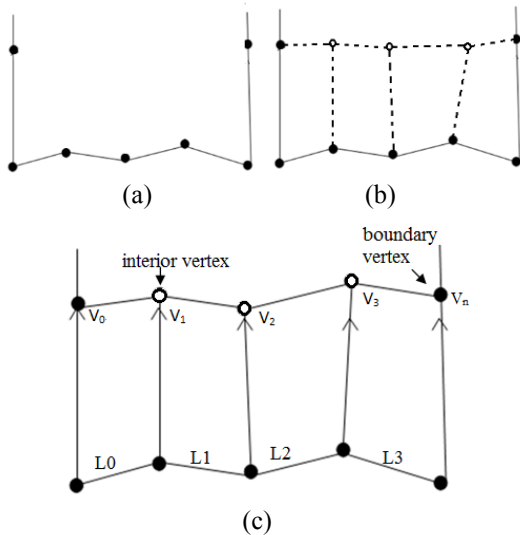 (a)
(b)
interior vertex
boundary
vertex
V₀
V₁
V₂
V₃
Vₙ
L0
L1
L2
L3
(c)